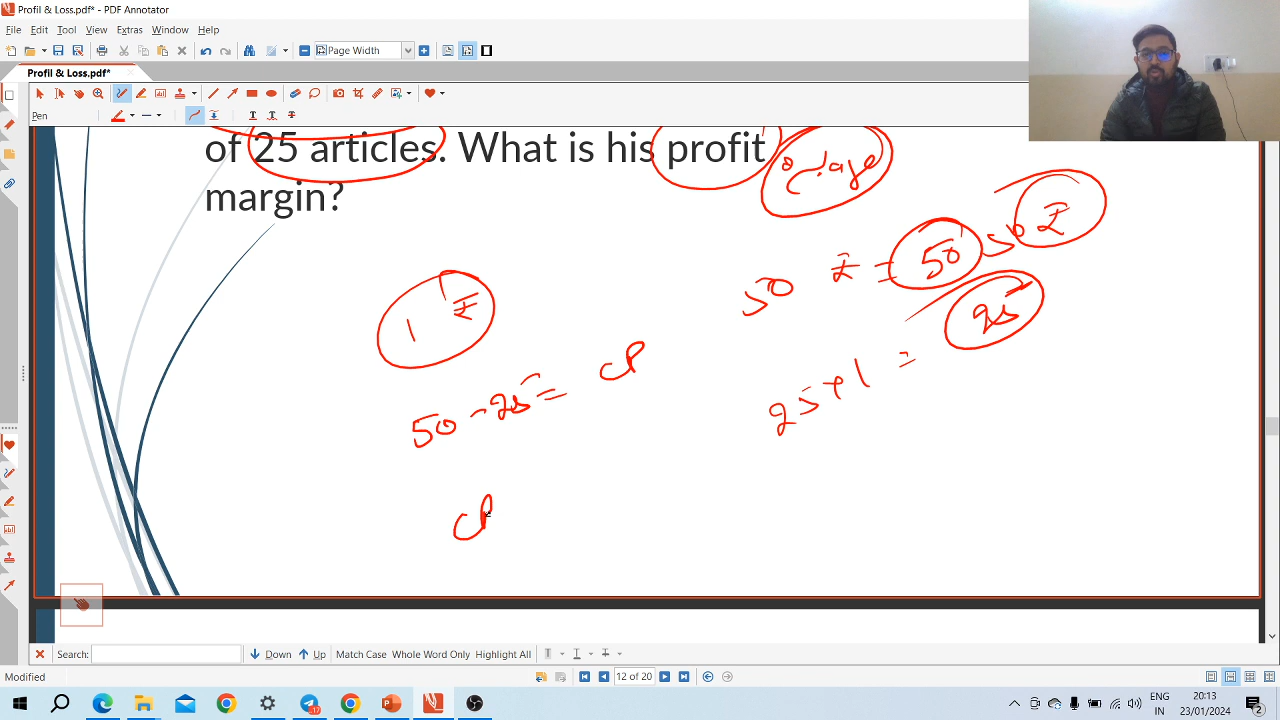 Profil & Loss.pdf* - PDF Annotator
File Edit Tool View Extras Window Help
Page Width
Profil & Loss.pdf*
Pen
T T T
of 25 articles. What is his profit
%age
margin?
50 ₹ = 50 50 ₹
1 ₹
25
50 - 25 = CP
25 + 1 =
CP
Search: Down Up Match Case Whole Word Only Highlight All
Modified
12 of 20
17
ENG
IN
20:13
23/01/2024
2